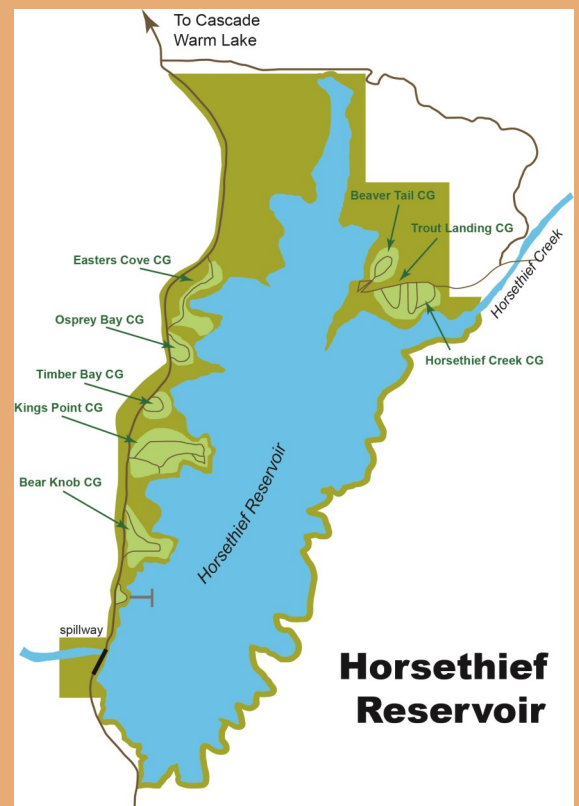 To Cascade
Warm Lake
Beaver Tail CG
Trout Landing CG
Easters Cove CG
Horsethief Creek
Osprey Bay CG
Horsethief Creek CG
Timber Bay CG
Kings Point CG
Horsethief Reservoir
Bear Knob CG
spillway
Horsethief
Reservoir